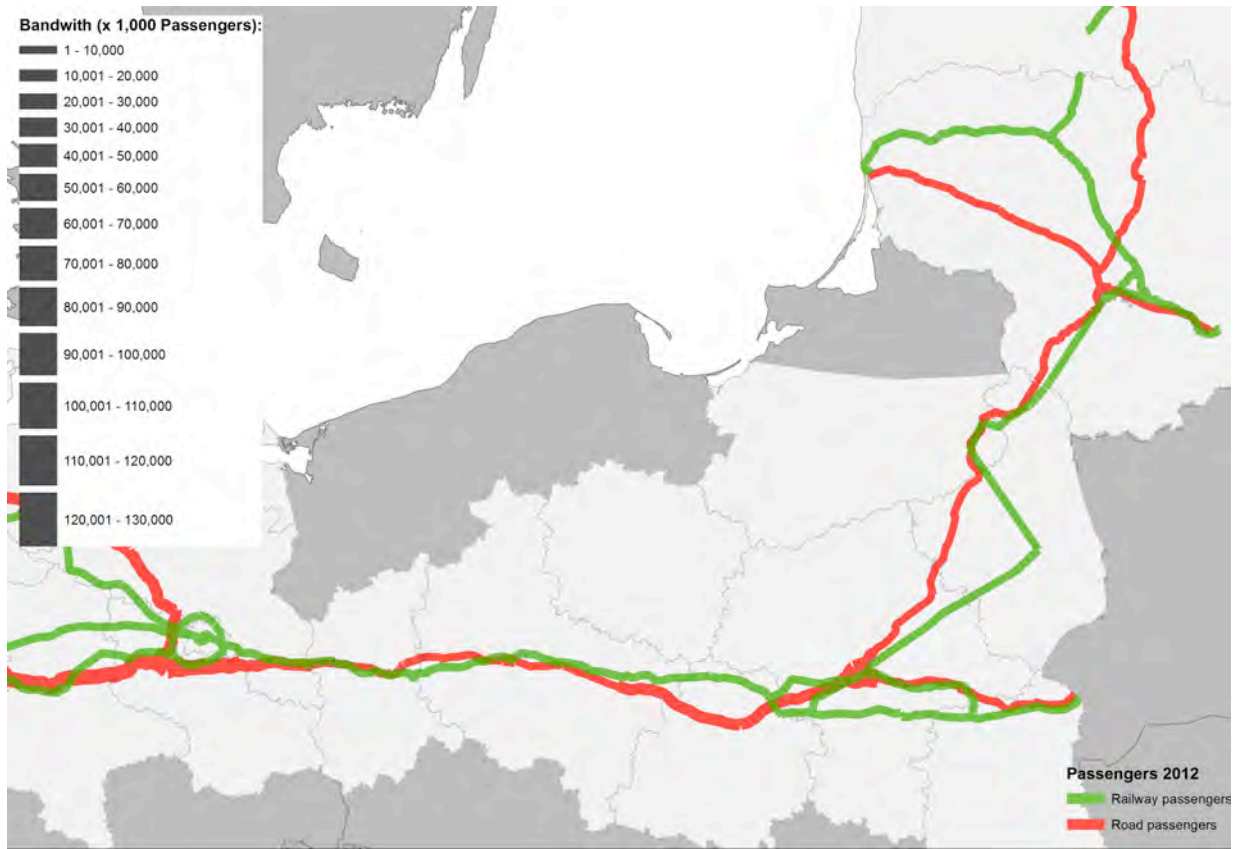 Bandwith (x 1,000 Passengers):
1 - 10,000
10,001 - 20,000
20,001 - 30,000
30,001 - 40,000
40,001 - 50,000
50,001 - 60,000
60,001 - 70,000
70,001 - 80,000
80,001 - 90,000
90,001 - 100,000
100,001 - 110,000
110,001 - 120,000
120,001 - 130,000
Passengers 2012
Railway passengers
Road passengers